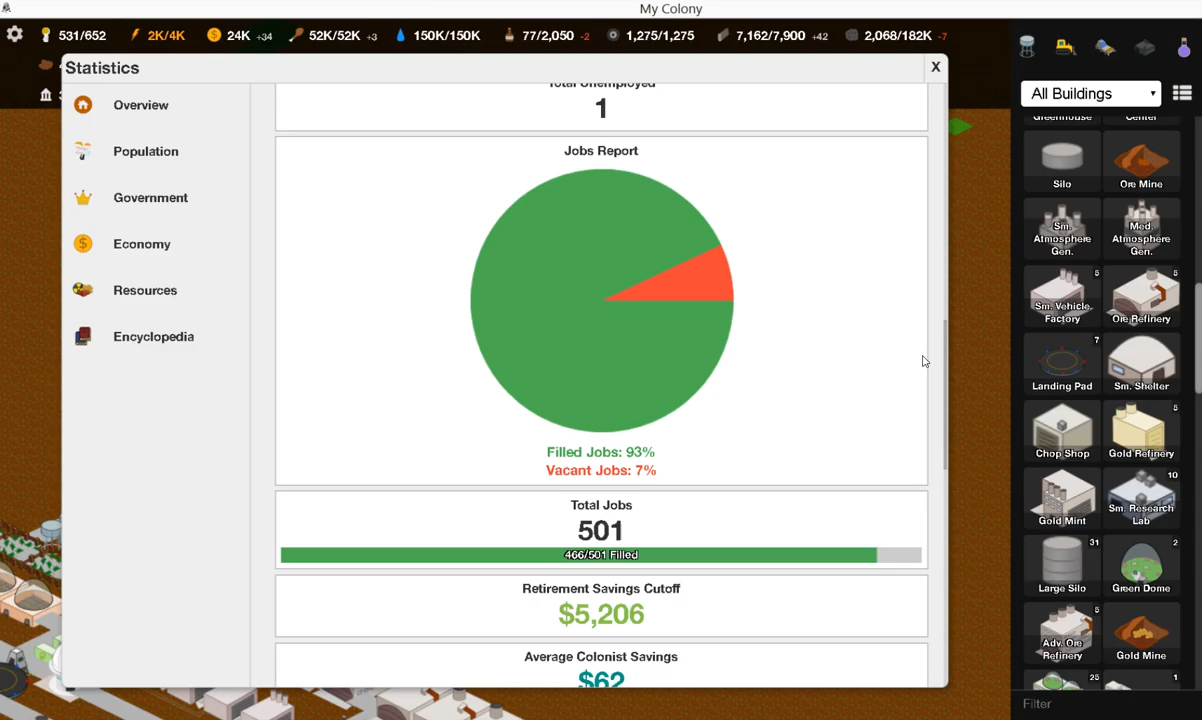 My Colony
531/652
2K/4K
24K +34
52K/52K +3
150K/150K
77/2,050 -2
1,275/1,275
7,162/7,900 +42
2,068/182K -7
Statistics
X
Overview
Population
Government
Economy
Resources
Encyclopedia
Total Unemployed
1
Jobs Report
Filled Jobs: 93%
Vacant Jobs: 7%
Total Jobs
501
466/501 Filled
Retirement Savings Cutoff
$5,206
Average Colonist Savings
$62
All Buildings
Greenhouse
Center
Silo
Ore Mine
Sm. Atmosphere Gen.
Med. Atmosphere Gen.
5
Sm. Vehicle Factory
5
Ore Refinery
7
Landing Pad
Sm. Shelter
Chop Shop
5
Gold Refinery
Gold Mint
10
Sm. Research Lab
31
Large Silo
2
Green Dome
5
Adv. Ore Refinery
Gold Mine
25
1
Filter